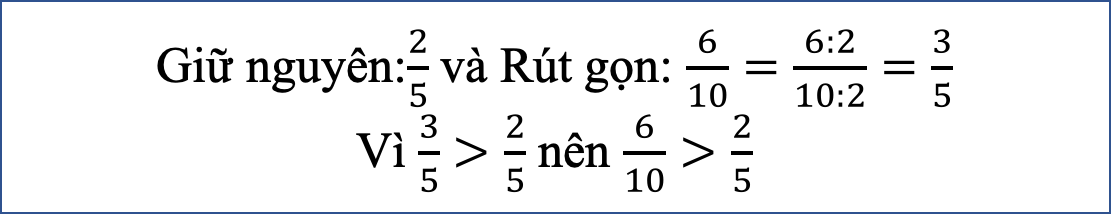 Giữ nguyên: 2/5 và Rút gọn: 6/10 = 6:2/10:2 = 3/5
Vì 3/5 > 2/5 nên 6/10 > 2/5